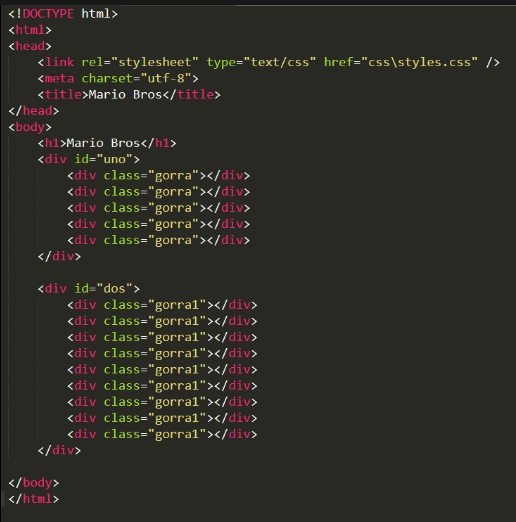 <!DOCTYPE html>
<html>
<head>
    <link rel="stylesheet" type="text/css" href="css\styles.css" />
    <meta charset="utf-8">
    <title>Mario Bros</title>
</head>
<body>
    <h1>Mario Bros</h1>
    <div id="uno">
        <div class="gorra"></div>
        <div class="gorra"></div>
        <div class="gorra"></div>
        <div class="gorra"></div>
        <div class="gorra"></div>
    </div>

    <div id="dos">
        <div class="gorra1"></div>
        <div class="gorra1"></div>
        <div class="gorra1"></div>
        <div class="gorra1"></div>
        <div class="gorra1"></div>
        <div class="gorra1"></div>
        <div class="gorra1"></div>
        <div class="gorra1"></div>
        <div class="gorra1"></div>
    </div>

</body>
</html>